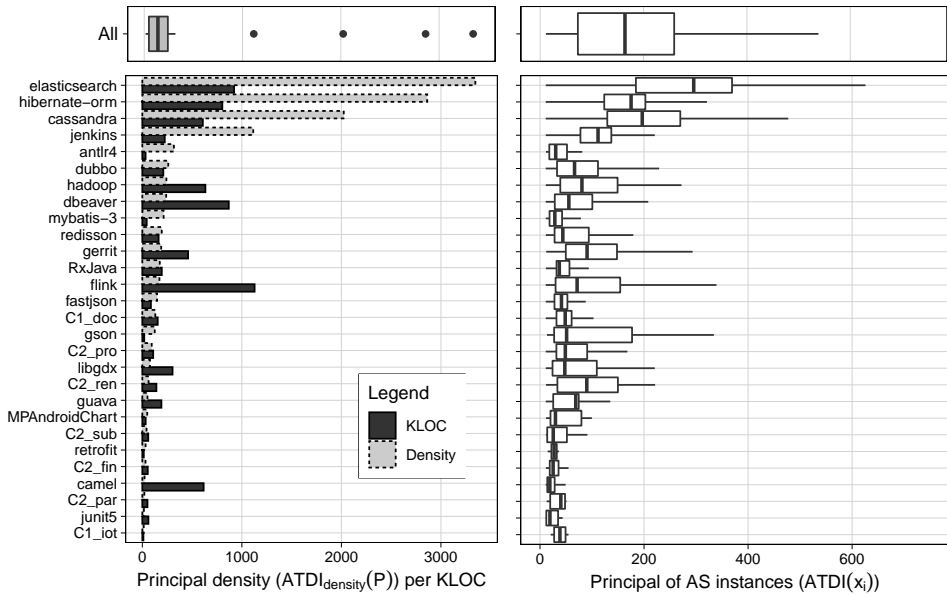 All
elasticsearch
hibernate-orm
cassandra
jenkins
antlr4
dubbo
hadoop
dbeaver
mybatis-3
redisson
gerrit
RxJava
flink
fastjson
C1_doc
gson
C2_pro
libgdx
C2_ren
guava
MPAndroidChart
C2_sub
retrofit
C2_fin
camel
C2_par
junit5
C1_iot
Legend
KLOC
Density
0 1000 2000 3000
Principal density (ATDIdensity(P)) per KLOC
0 200 400 600
Principal of AS instances (ATDI(xi))